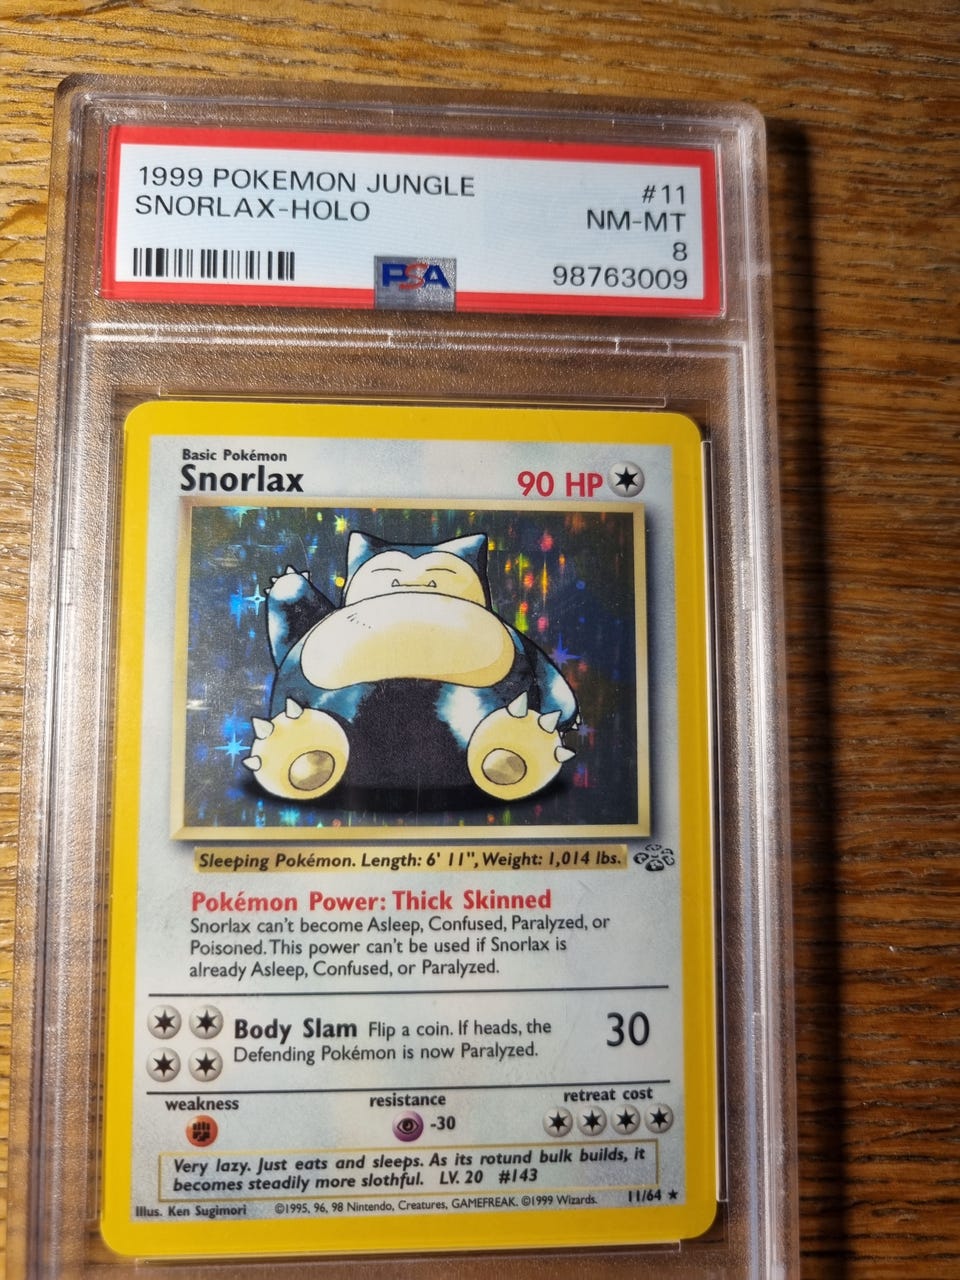 1999 POKEMON JUNGLE #11
SNORLAX-HOLO NM-MT
8
PSA 98763009
Basic Pokémon
Snorlax 90 HP
Sleeping Pokémon. Length: 6' 11", Weight: 1,014 lbs.
Pokémon Power: Thick Skinned
Snorlax can't become Asleep, Confused, Paralyzed, or
Poisoned. This power can't be used if Snorlax is
already Asleep, Confused, or Paralyzed.
Body Slam Flip a coin. If heads, the
Defending Pokémon is now Paralyzed.
30
weakness resistance retreat cost
-30
Very lazy. Just eats and sleeps. As its rotund bulk builds, it
becomes steadily more slothful. LV. 20 #143
Illus. Ken Sugimori ©1995, 96, 98 Nintendo, Creatures, GAMEFREAK. ©1999 Wizards. 11/64 ★